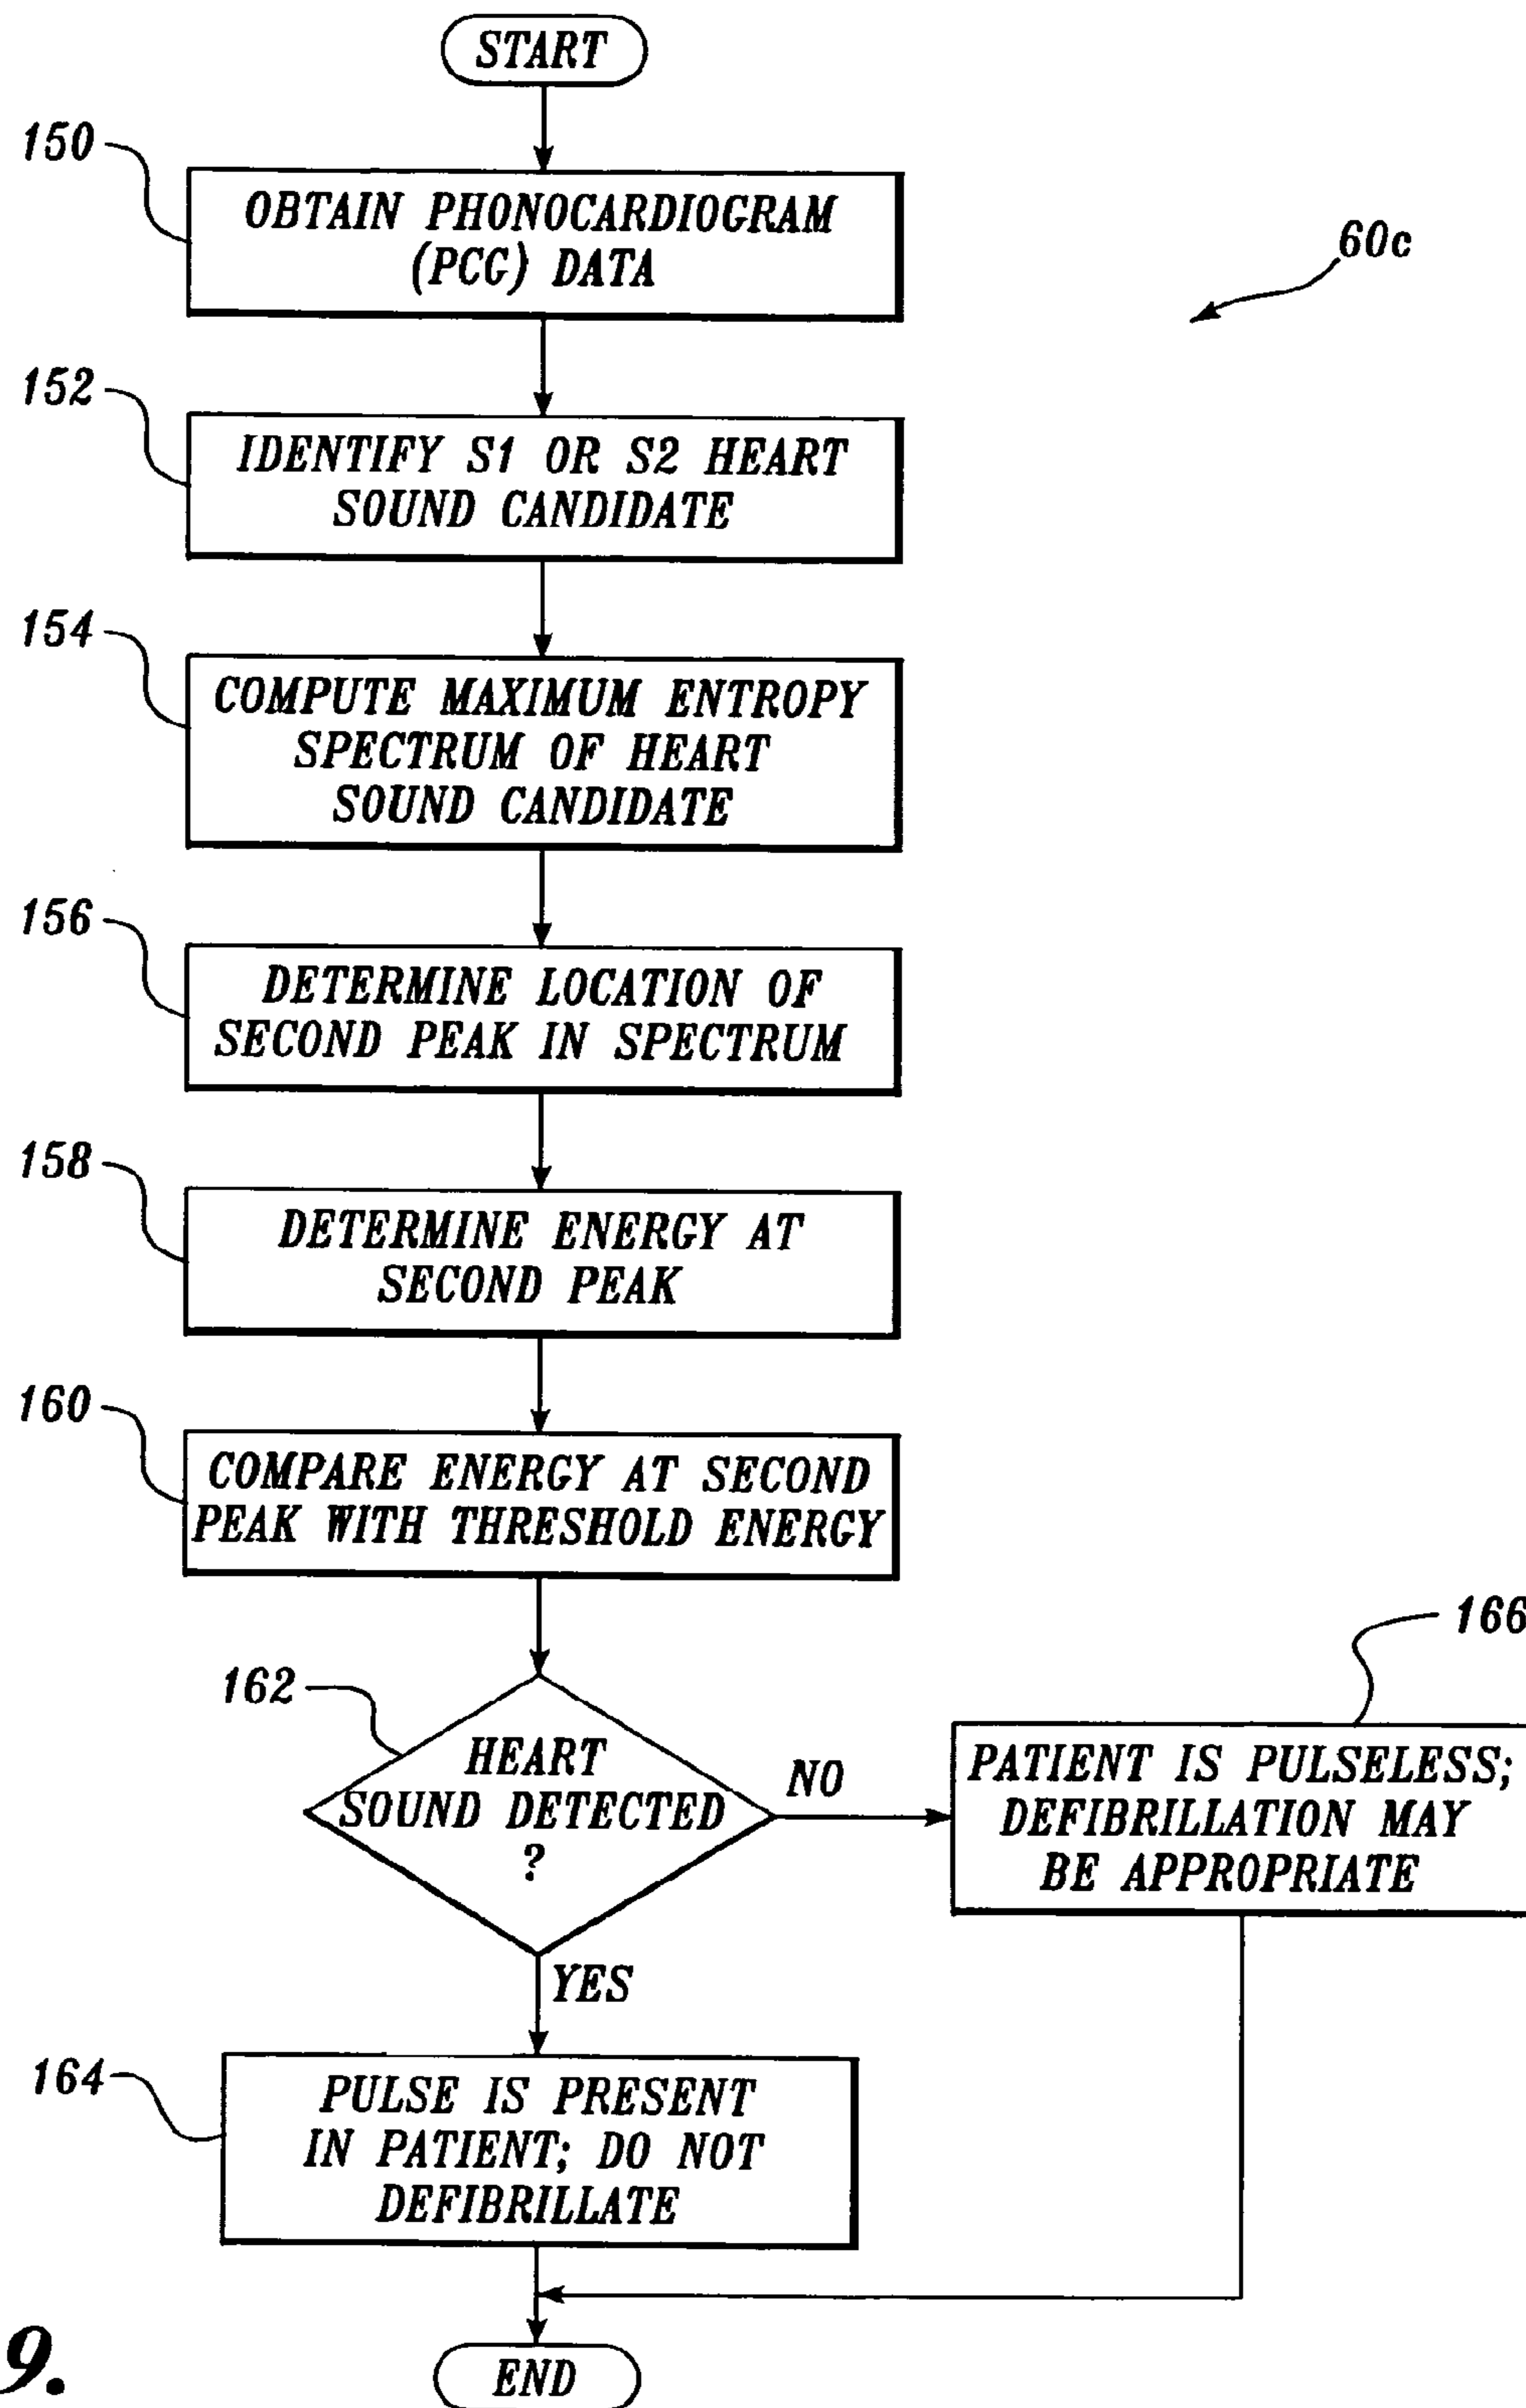 START
150
OBTAIN PHONOCARDIOGRAM
(PCG) DATA
60c
152
IDENTIFY S1 OR S2 HEART
SOUND CANDIDATE
154
COMPUTE MAXIMUM ENTROPY
SPECTRUM OF HEART
SOUND CANDIDATE
156
DETERMINE LOCATION OF
SECOND PEAK IN SPECTRUM
158
DETERMINE ENERGY AT
SECOND PEAK
160
COMPARE ENERGY AT SECOND
PEAK WITH THRESHOLD ENERGY
162
HEART
SOUND DETECTED
?
NO
166
PATIENT IS PULSELESS;
DEFIBRILLATION MAY
BE APPROPRIATE
YES
164
PULSE IS PRESENT
IN PATIENT; DO NOT
DEFIBRILLATE
END
9.